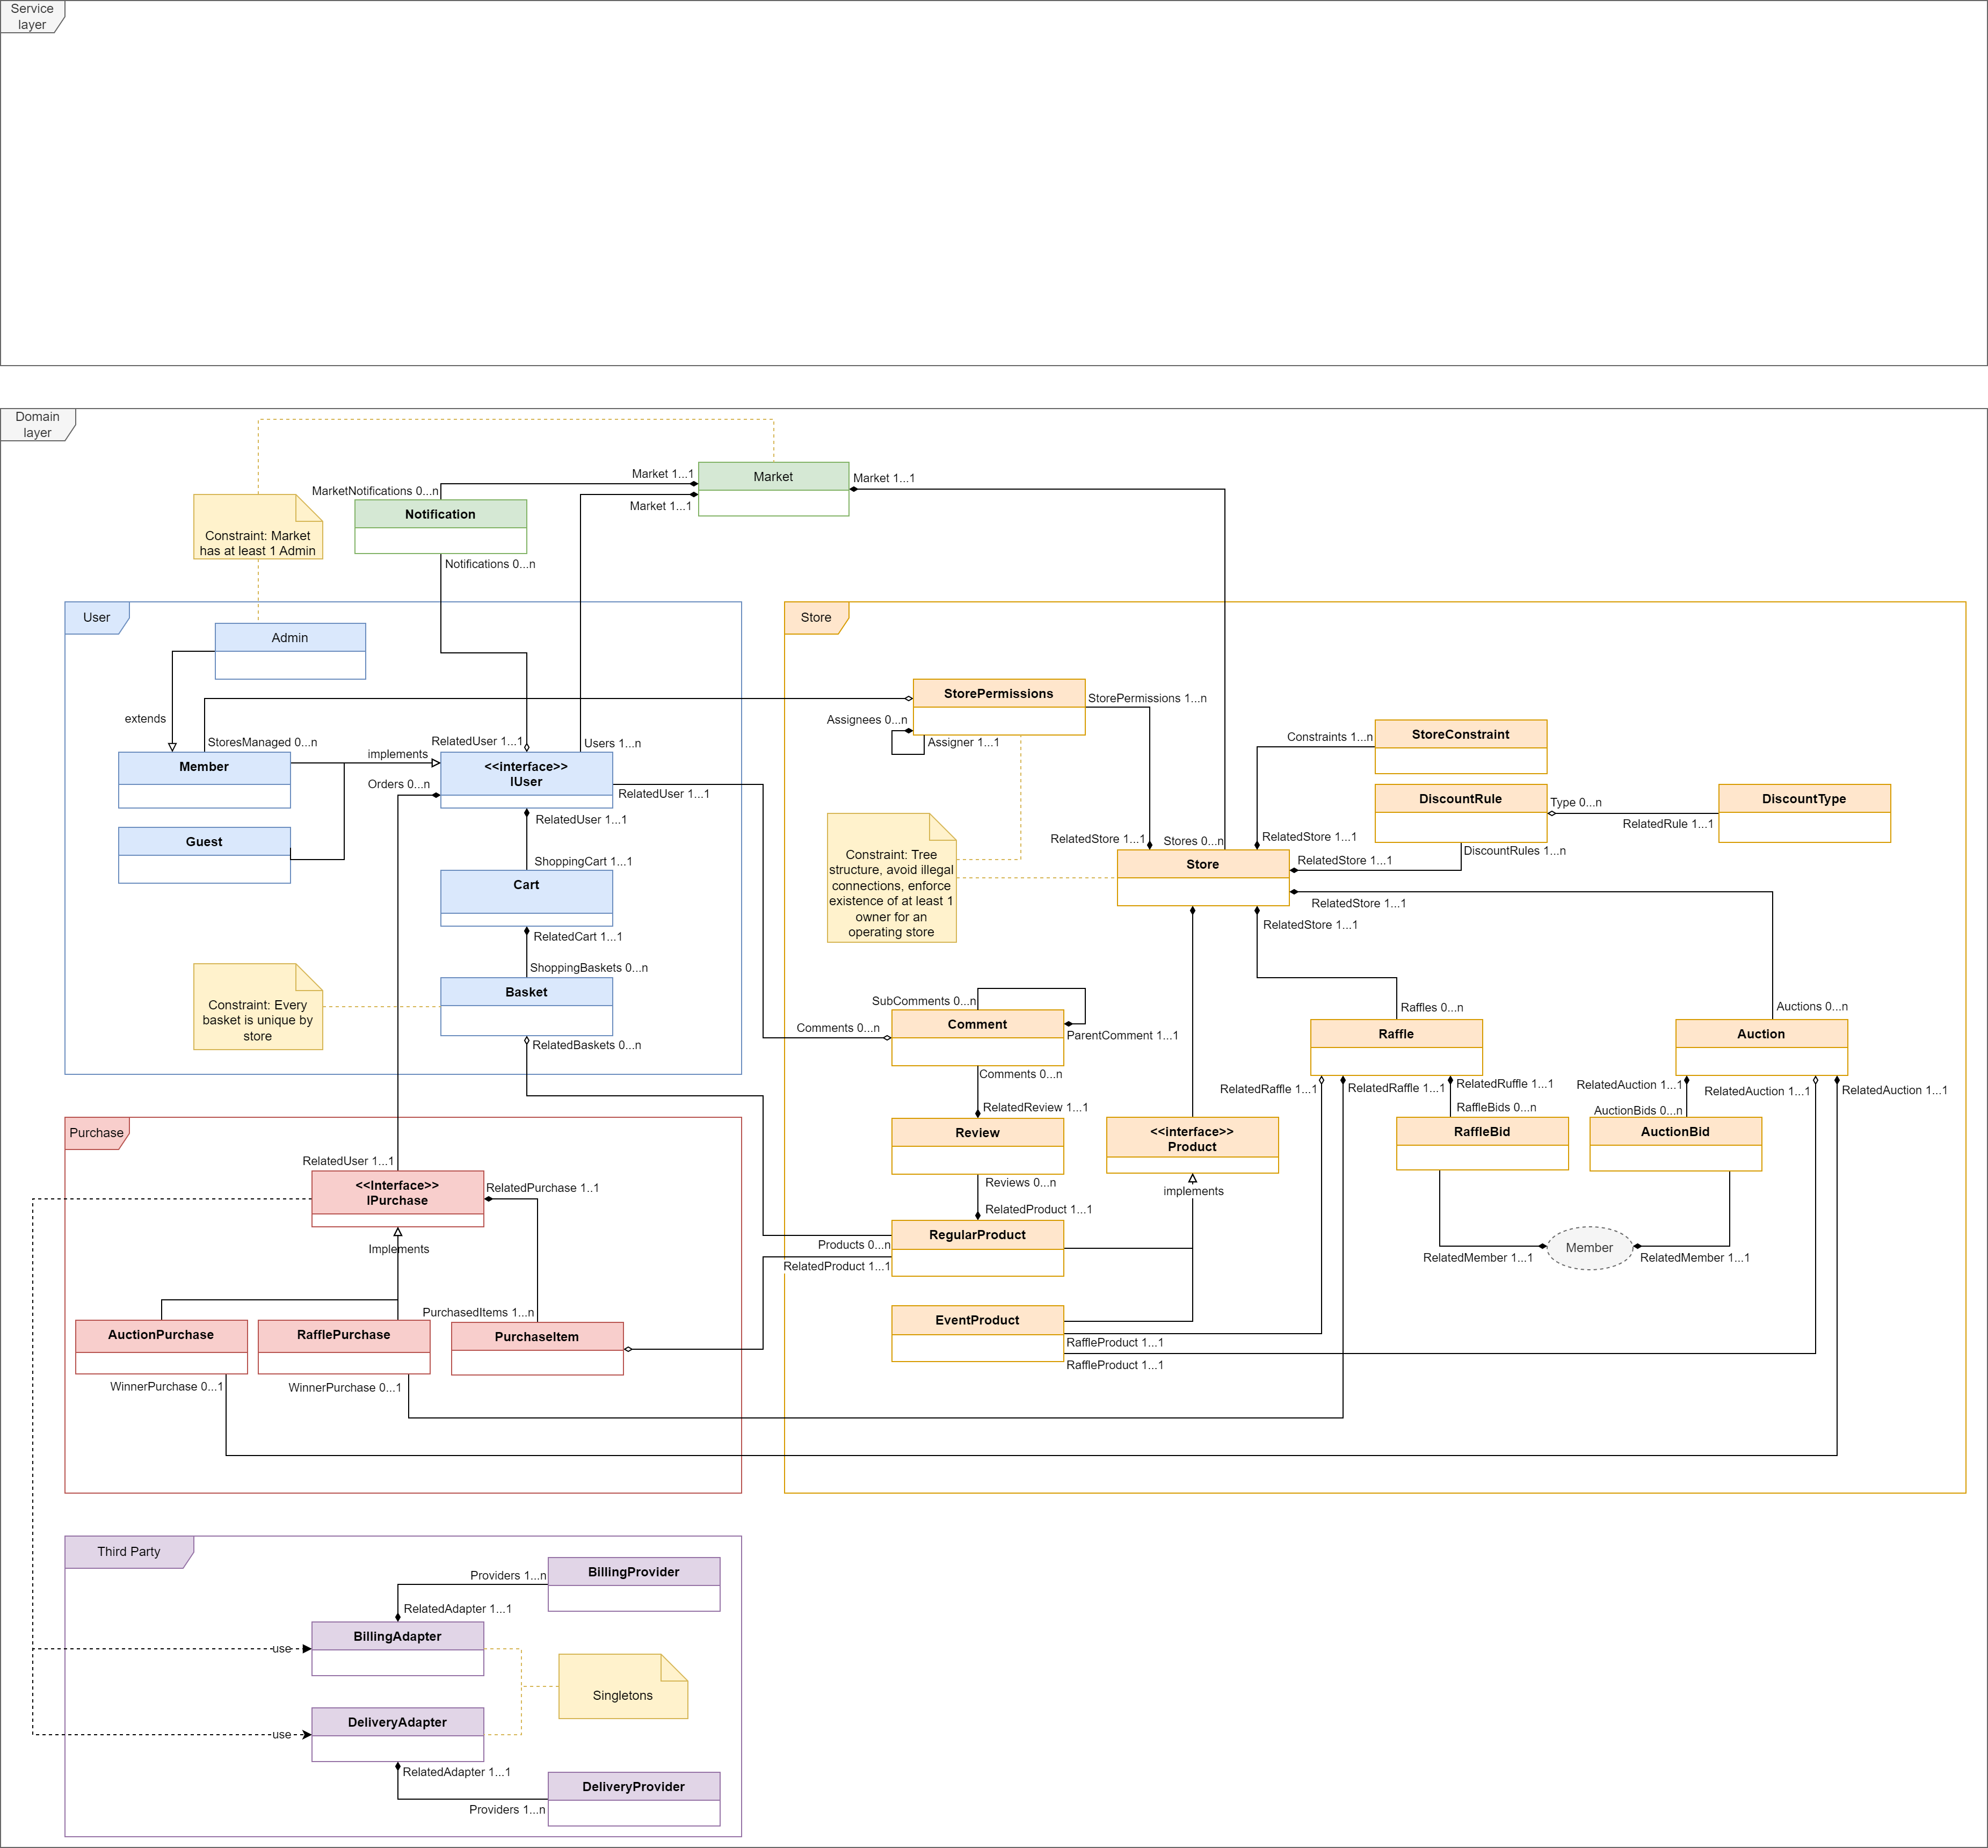 Service
layer
Domain
layer
Market 1...1
Market
Market 1...1
MarketNotifications 0...n
Market 1...1
Notification
Constraint: Market
has at least 1 Admin
Notifications 0...n
User
Admin
extends
StoresManaged 0...n
Member
implements
RelatedUser 1...1
Users 1...n
<<interface>>
IUser
Orders 0...n
RelatedUser 1...1
RelatedUser 1...1
Guest
ShoppingCart 1...1
Cart
RelatedCart 1...1
ShoppingBaskets 0...n
Basket
Constraint: Every
basket is unique by
store
RelatedBaskets 0...n
Store
StorePermissions
StorePermissions 1...n
Assignees 0...n
Assigner 1...1
StoreConstraint
Constraints 1...n
DiscountRule
Type 0...n
DiscountType
RelatedRule 1...1
DiscountRules 1...n
RelatedStore 1...1
Stores 0...n
RelatedStore 1...1
RelatedStore 1...1
Constraint: Tree
structure, avoid illegal
connections, enforce
existence of at least 1
owner for an
operating store
Store
RelatedStore 1...1
RelatedStore 1...1
SubComments 0...n
Comment
Comments 0...n
ParentComment 1...1
Comments 0...n
Raffles 0...n
Raffle
Auctions 0...n
Auction
RelatedRaffle 1...1
RelatedRaffle 1...1
RelatedRuffle 1...1
RelatedAuction 1...1
RelatedAuction 1...1
RelatedAuction 1...1
RelatedReview 1...1
RaffleBids 0...n
AuctionBids 0...n
Review
<<interface>>
Product
RaffleBid
AuctionBid
Reviews 0...n
implements
RelatedProduct 1...1
RegularProduct
Products 0...n
RelatedProduct 1...1
Member
RelatedMember 1...1
RelatedMember 1...1
EventProduct
RaffleProduct 1...1
RaffleProduct 1...1
Purchase
RelatedUser 1...1
<<Interface>>
IPurchase
RelatedPurchase 1..1
Implements
PurchasedItems 1...n
AuctionPurchase
RafflePurchase
PurchaseItem
WinnerPurchase 0...1
WinnerPurchase 0...1
Third Party
Providers 1...n
BillingProvider
RelatedAdapter 1...1
use
BillingAdapter
Singletons
use
DeliveryAdapter
RelatedAdapter 1...1
DeliveryProvider
Providers 1...n